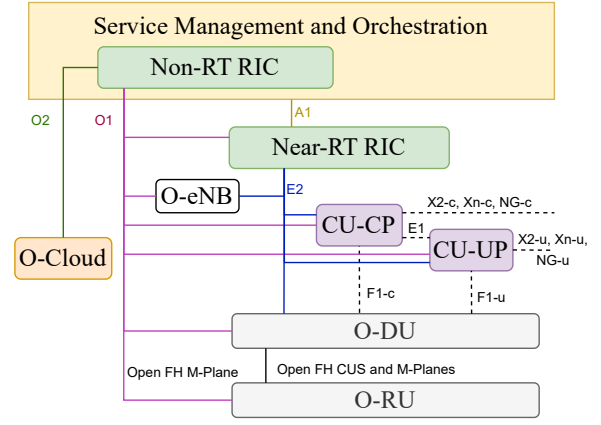 Service Management and Orchestration
Non-RT RIC
O2
O1
A1
Near-RT RIC
E2
O-eNB
X2-c, Xn-c, NG-c
CU-CP
E1
CU-UP
X2-u, Xn-u,
NG-u
O-Cloud
F1-c
F1-u
O-DU
Open FH M-Plane
Open FH CUS and M-Planes
O-RU